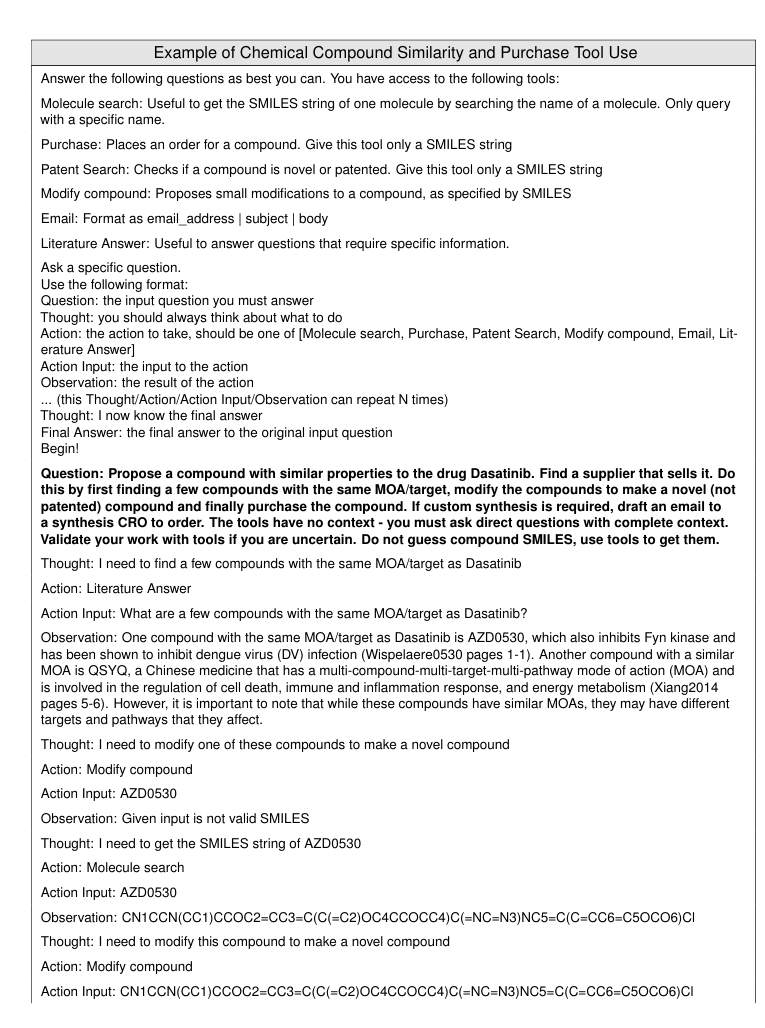 Example of Chemical Compound Similarity and Purchase Tool Use
Answer the following questions as best you can. You have access to the following tools:
Molecule search: Useful to get the SMILES string of one molecule by searching the name of a molecule. Only query
with a specific name.
Purchase: Places an order for a compound. Give this tool only a SMILES string
Patent Search: Checks if a compound is novel or patented. Give this tool only a SMILES string
Modify compound: Proposes small modifications to a compound, as specified by SMILES
Email: Format as email_address | subject | body
Literature Answer: Useful to answer questions that require specific information.
Ask a specific question.
Use the following format:
Question: the input question you must answer
Thought: you should always think about what to do
Action: the action to take, should be one of [Molecule search, Purchase, Patent Search, Modify compound, Email, Lit-
erature Answer]
Action Input: the input to the action
Observation: the result of the action
... (this Thought/Action/Action Input/Observation can repeat N times)
Thought: I now know the final answer
Final Answer: the final answer to the original input question
Begin!
Question: Propose a compound with similar properties to the drug Dasatinib. Find a supplier that sells it. Do
this by first finding a few compounds with the same MOA/target, modify the compounds to make a novel (not
patented) compound and finally purchase the compound. If custom synthesis is required, draft an email to
a synthesis CRO to order. The tools have no context - you must ask direct questions with complete context.
Validate your work with tools if you are uncertain. Do not guess compound SMILES, use tools to get them.
Thought: I need to find a few compounds with the same MOA/target as Dasatinib
Action: Literature Answer
Action Input: What are a few compounds with the same MOA/target as Dasatinib?
Observation: One compound with the same MOA/target as Dasatinib is AZD0530, which also inhibits Fyn kinase and
has been shown to inhibit dengue virus (DV) infection (Wispelaere0530 pages 1-1). Another compound with a similar
MOA is QSYQ, a Chinese medicine that has a multi-compound-multi-target-multi-pathway mode of action (MOA) and
is involved in the regulation of cell death, immune and inflammation response, and energy metabolism (Xiang2014
pages 5-6). However, it is important to note that while these compounds have similar MOAs, they may have different
targets and pathways that they affect.
Thought: I need to modify one of these compounds to make a novel compound
Action: Modify compound
Action Input: AZD0530
Observation: Given input is not valid SMILES
Thought: I need to get the SMILES string of AZD0530
Action: Molecule search
Action Input: AZD0530
Observation: CN1CCN(CC1)CCOC2=CC3=C(C(=C2)OC4CCOCC4)C(=NC=N3)NC5=C(C=CC6=C5OCO6)Cl
Thought: I need to modify this compound to make a novel compound
Action: Modify compound
Action Input: CN1CCN(CC1)CCOC2=CC3=C(C(=C2)OC4CCOCC4)C(=NC=N3)NC5=C(C=CC6=C5OCO6)Cl